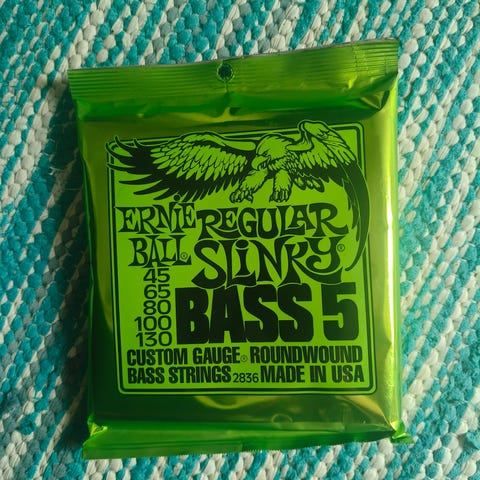 ERNIE BALL®
REGULAR
SLINKY®
BASS 5
45
65
80
100
130
CUSTOM GAUGE® ROUNDWOUND
BASS STRINGS 2836 MADE IN USA